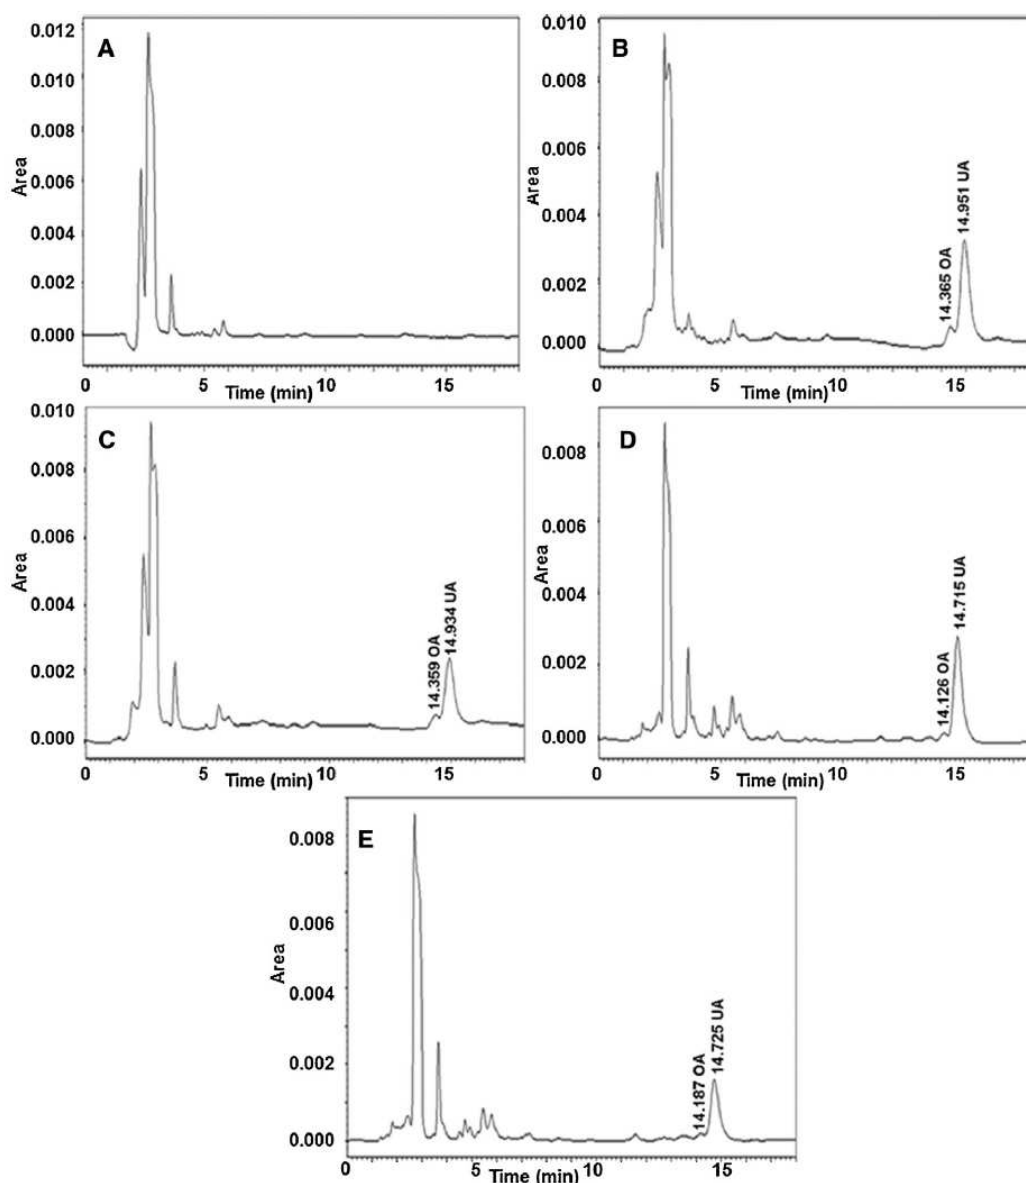 A
Area
0.012
0.010
0.008
0.006
0.004
0.002
0.000
0 5 10 15
Time (min)
B
Area
0.010
0.008
0.006
0.004
0.002
0.000
14.365 OA
14.951 UA
0 5 10 15
Time (min)
C
Area
0.010
0.008
0.006
0.004
0.002
0.000
14.359 OA
14.934 UA
0 5 10 15
Time (min)
D
Area
0.008
0.006
0.004
0.002
0.000
14.126 OA
14.715 UA
0 5 10 15
Time (min)
E
Area
0.008
0.006
0.004
0.002
0.000
14.187 OA
14.725 UA
0 5 10 15
Time (min)